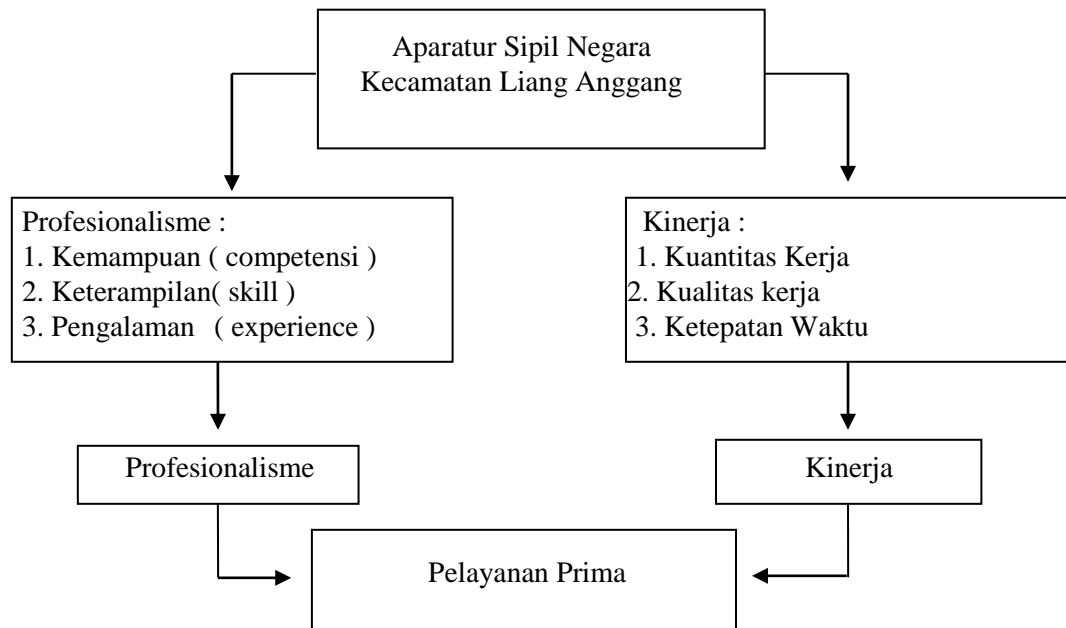 Aparatur Sipil Negara
Kecamatan Liang Anggang
Profesionalisme :
1. Kemampuan ( competensi )
2. Keterampilan( skill )
3. Pengalaman ( experience )
Kinerja :
1. Kuantitas Kerja
2. Kualitas kerja
3. Ketepatan Waktu
Profesionalisme
Kinerja
Pelayanan Prima